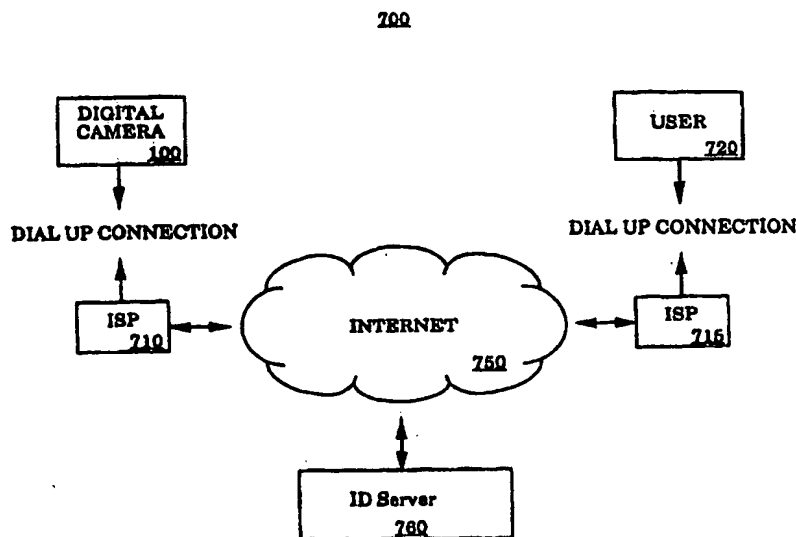 700
DIGITAL
CAMERA
100
USER
720
DIAL UP CONNECTION
DIAL UP CONNECTION
ISP
710
INTERNET
750
ISP
715
ID Server
760